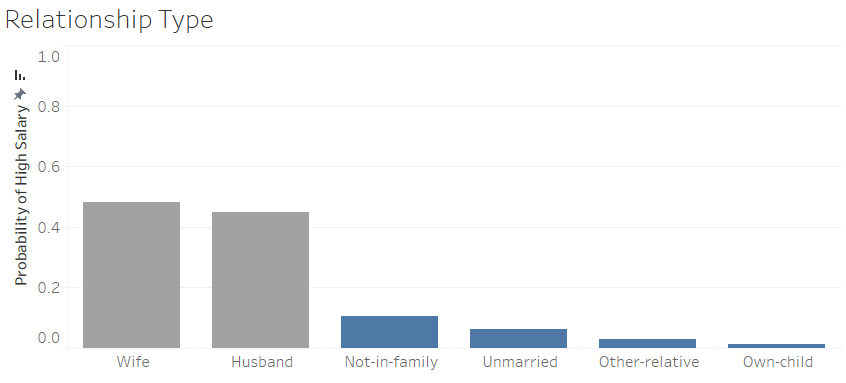 Relationship Type
Probability of High Salary
1.0
0.8
0.6
0.4
0.2
0.0
Wife Husband Not-in-family Unmarried Other-relative Own-child